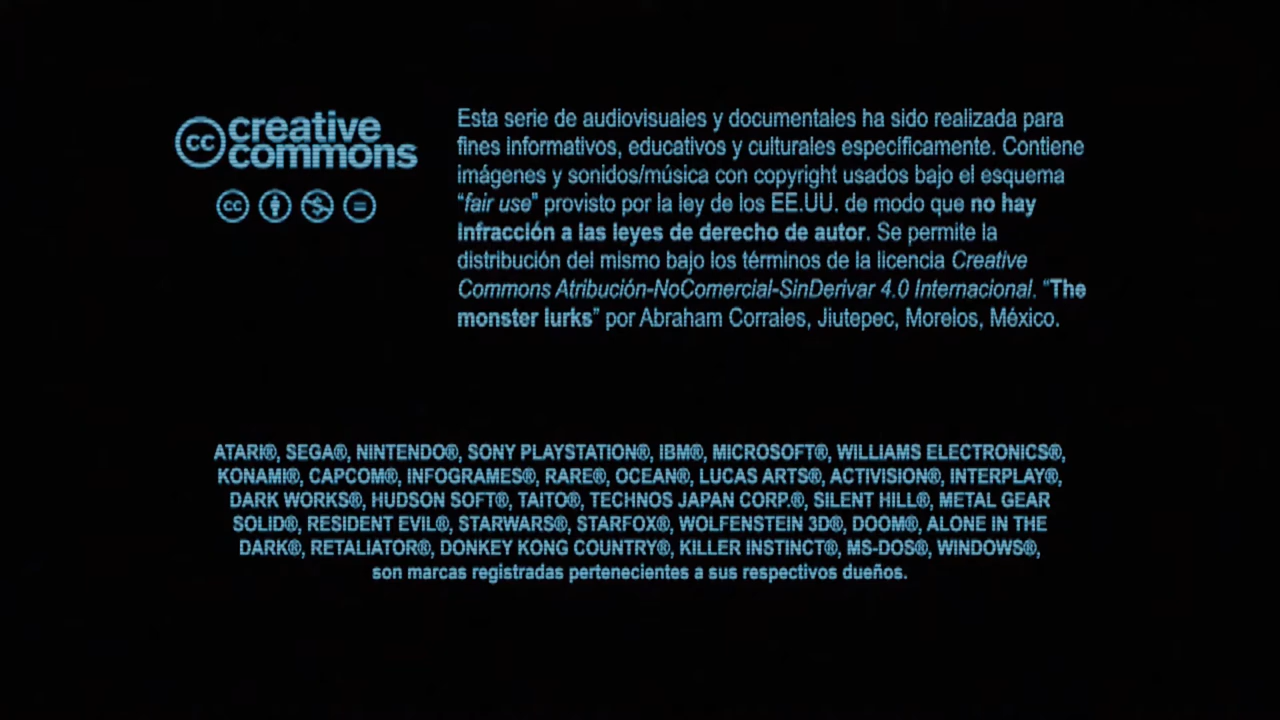 creative
commons
Esta serie de audiovisuales y documentales ha sido realizada para
fines informativos, educativos y culturales específicamente. Contiene
imágenes y sonidos/música con copyright usados bajo el esquema
“fair use” provisto por la ley de los EE.UU. de modo que no hay
infracción a las leyes de derecho de autor. Se permite la
distribución del mismo bajo los términos de la licencia Creative
Commons Atribución-NoComercial-SinDerivar 4.0 Internacional. “The
monster lurks” por Abraham Corrales, Jiutepec, Morelos, México.
ATARI®, SEGA®, NINTENDO®, SONY PLAYSTATION®, IBM®, MICROSOFT®, WILLIAMS ELECTRONICS®,
KONAMI®, CAPCOM®, INFOGRAMES®, RARE®, OCEAN®, LUCAS ARTS®, ACTIVISION®, INTERPLAY®,
DARK WORKS®, HUDSON SOFT®, TAITO®, TECHNOS JAPAN CORP.®, SILENT HILL®, METAL GEAR
SOLID®, RESIDENT EVIL®, STARWARS®, STARFOX®, WOLFENSTEIN 3D®, DOOM®, ALONE IN THE
DARK®, RETALIATOR®, DONKEY KONG COUNTRY®, KILLER INSTINCT®, MS-DOS®, WINDOWS®,
son marcas registradas pertenecientes a sus respectivos dueños.